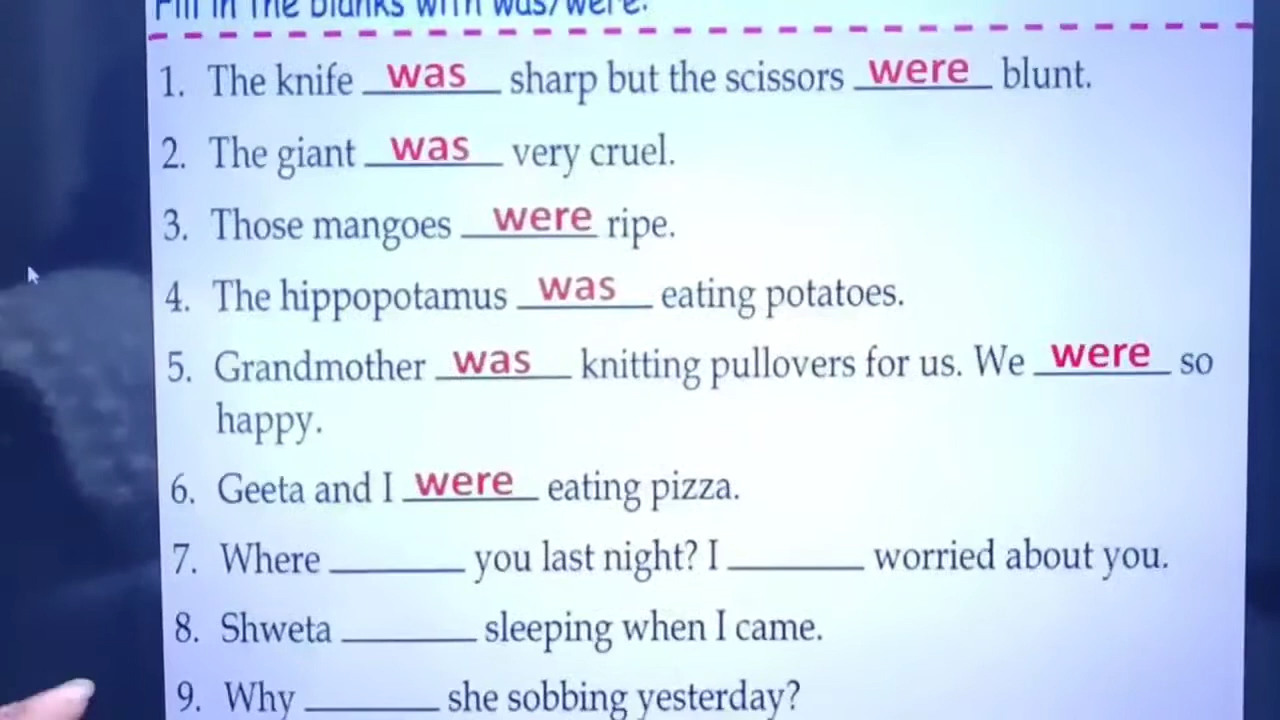 Fill in the blanks with was/were.
1. The knife was sharp but the scissors were blunt.
2. The giant was very cruel.
3. Those mangoes were ripe.
4. The hippopotamus was eating potatoes.
5. Grandmother was knitting pullovers for us. We were so
happy.
6. Geeta and I were eating pizza.
7. Where ______ you last night? I ______ worried about you.
8. Shweta ______ sleeping when I came.
9. Why ______ she sobbing yesterday?